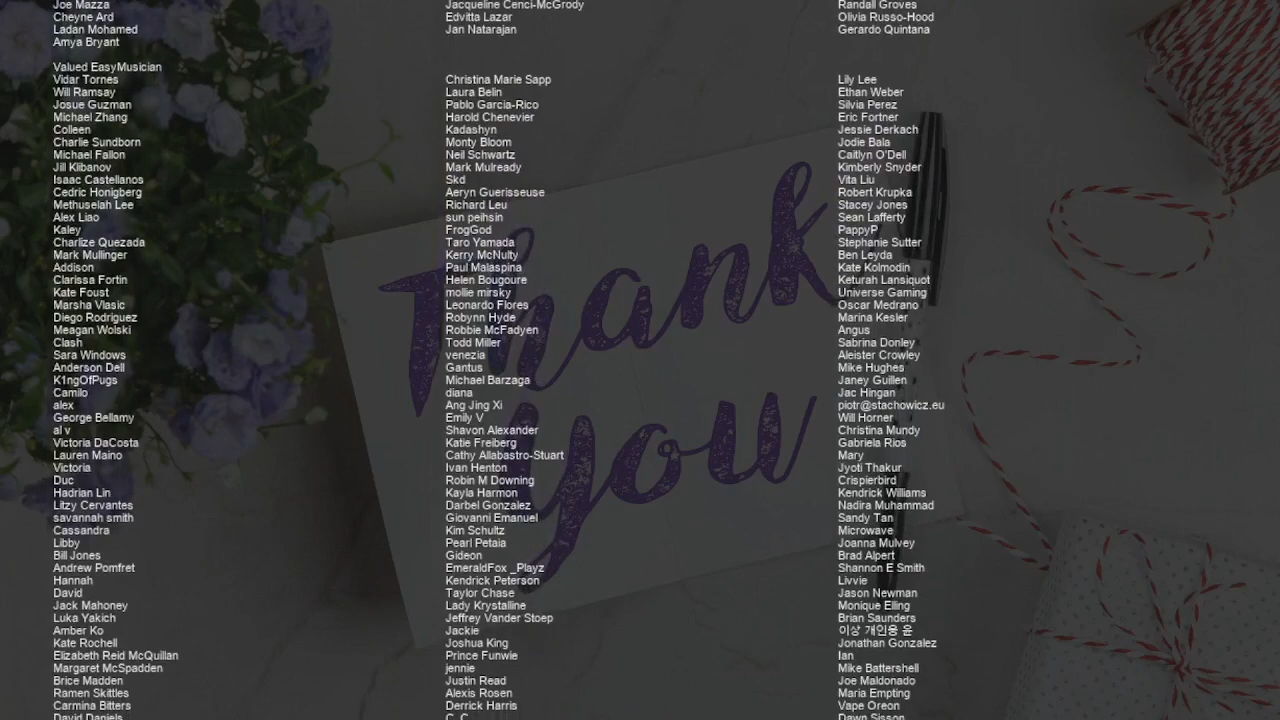 Joe Mazza
Cheyne Ard
Ladan Mohamed
Amya Bryant
Jacqueline Cenci-McGrody
Edvitta Lazar
Jan Natarajan
Randall Groves
Olivia Russo-Hood
Gerardo Quintana
Valued EasyMusician
Vidar Tornes
Will Ramsay
Josue Guzman
Michael Zhang
Colleen
Charlie Sundborn
Michael Fallon
Jill Klibanov
Isaac Castellanos
Cedric Honigberg
Methuselah Lee
Alex Liao
Kaley
Charlize Quezada
Mark Mullinger
Addison
Clarissa Fortin
Kate Foust
Marsha Vlasic
Diego Rodriguez
Meagan Wolski
Clash
Sara Windows
Anderson Dell
K1ngOfPugs
Camilo
alex
George Bellamy
al v
Victoria DaCosta
Lauren Maino
Victoria
Duc
Hadrian Lin
Litzy Cervantes
savannah smith
Cassandra
Libby
Bill Jones
Andrew Pomfret
Hannah
David
Jack Mahoney
Luka Yakich
Amber Ko
Kate Rochell
Elizabeth Reid McQuillan
Margaret McSpadden
Brice Madden
Ramen Skittles
Carmina Bitters
David Daniels
Christina Marie Sapp
Laura Belin
Pablo Garcia-Rico
Harold Chenevier
Kadashyn
Monty Bloom
Neil Schwartz
Mark Mulready
Skd
Aeryn Guerisseuse
Richard Leu
sun peihsin
FrogGod
Taro Yamada
Kerry McNulty
Paul Malaspina
Helen Bougoure
mollie mirsky
Leonardo Flores
Robynn Hyde
Robbie McFadyen
Todd Miller
venezia
Gantus
Michael Barzaga
diana
Ang Jing Xi
Emily V
Shavon Alexander
Katie Freiberg
Cathy Allabastro-Stuart
Ivan Henton
Robin M Downing
Kayla Harmon
Darbel Gonzalez
Giovanni Emanuel
Kim Schultz
Pearl Petaia
Gideon
EmeraldFox _Playz
Kendrick Peterson
Taylor Chase
Lady Krystalline
Jeffrey Vander Stoep
Jackie
Joshua King
Prince Funwie
jennie
Justin Read
Alexis Rosen
Derrick Harris
C. C.
Lily Lee
Ethan Weber
Silvia Perez
Eric Fortner
Jessie Derkach
Jodie Bala
Caitlyn O'Dell
Kimberly Snyder
Vita Liu
Robert Krupka
Stacey Jones
Sean Lafferty
PappyP
Stephanie Sutter
Ben Leyda
Kate Kolmodin
Keturah Lansiquot
Universe Gaming
Oscar Medrano
Marina Kesler
Angus
Sabrina Donley
Aleister Crowley
Mike Hughes
Janey Guillen
Jac Hingan
piotr@stachowicz.eu
Will Horner
Christina Mundy
Gabriela Rios
Mary
Jyoti Thakur
Crispierbird
Kendrick Williams
Nadira Muhammad
Sandy Tan
Microwave
Joanna Mulvey
Brad Alpert
Shannon E Smith
Livvie
Jason Newman
Monique Elling
Brian Saunders
이상 개인용 윤
Jonathan Gonzalez
Ian
Mike Battershell
Joe Maldonado
Maria Empting
Vape Oreon
Dawn Sisson
Thank
you